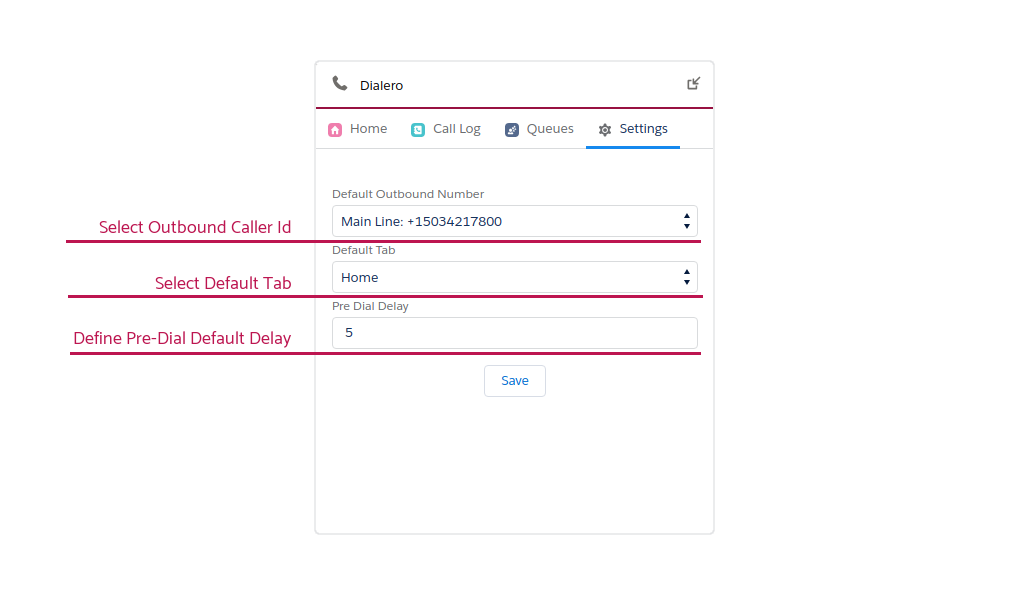 Dialero
Home Call Log Queues Settings
Default Outbound Number
Select Outbound Caller Id Main Line: +15034217800
Default Tab
Select Default Tab Home
Pre Dial Delay
Define Pre-Dial Default Delay 5
Save